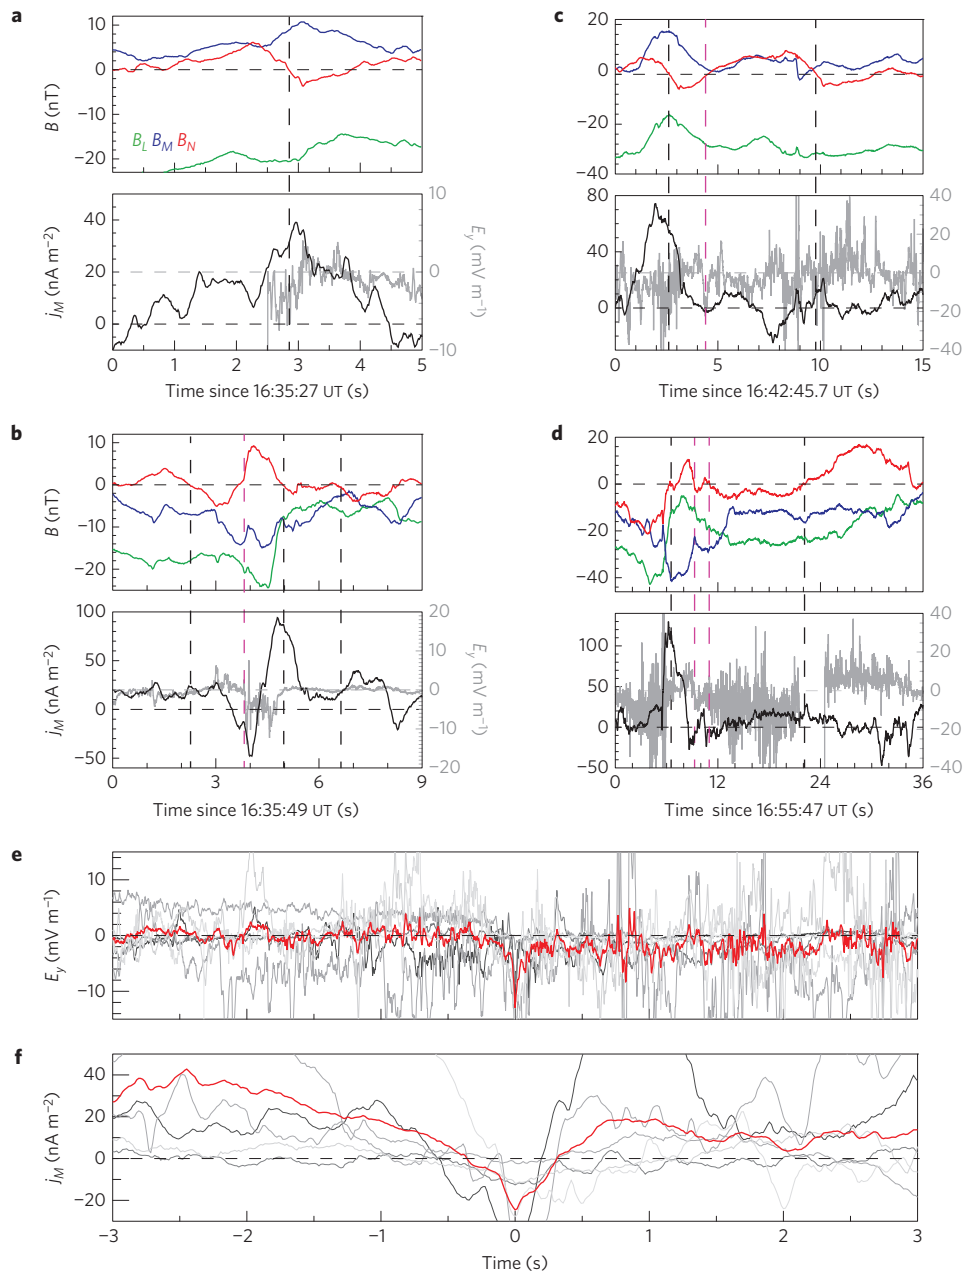 a
10
0
−10
−20
B (nT)
B_L B_M B_N
40
20
0
j_M (nA m−2)
10
0
−10
E_y (mV m−1)
0 1 2 3 4 5
Time since 16:35:27 UT (s)
c
20
0
−20
−40
80
40
0
40
20
0
−20
−40
0 5 10 15
Time since 16:42:45.7 UT (s)
b
10
0
−10
−20
B (nT)
100
50
0
−50
j_M (nA m−2)
20
10
0
−10
−20
E_y (mV m−1)
0 3 6 9
Time since 16:35:49 UT (s)
d
20
0
−20
−40
100
50
0
−50
40
20
0
−20
−40
0 6 12 24 36
Time since 16:55:47 UT (s)
e
10
0
−10
E_y (mV m−1)
f
40
20
0
−20
j_M (nA m−2)
−3 −2 −1 0 1 2 3
Time (s)